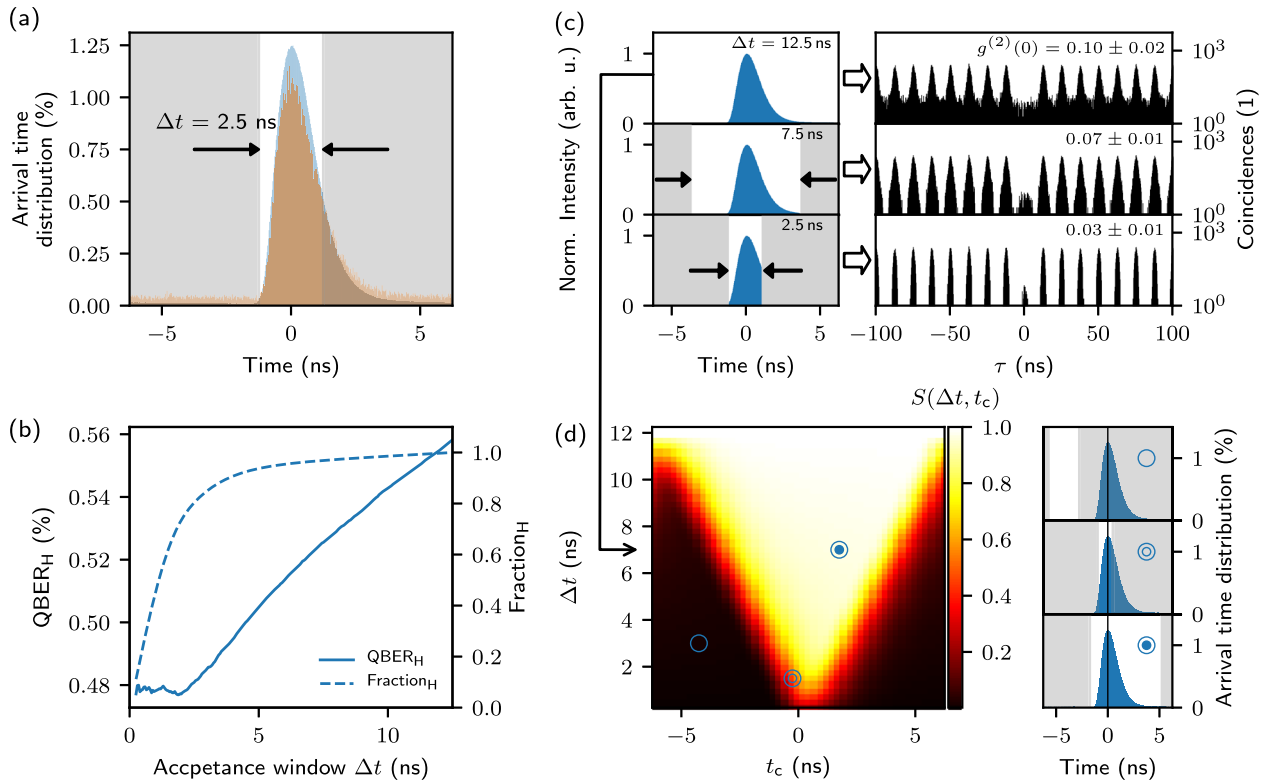 (a)
Arrival time
distribution (%)
1.25
1.00
0.75
0.50
0.25
0.00
Δt = 2.5 ns
−5
0
5
Time (ns)
(b)
QBER_H (%)
0.56
0.54
0.52
0.50
0.48
1.0
0.8
0.6
0.4
0.2
0.0
Fraction_H
QBER_H
Fraction_H
0
5
10
Accpetance window Δt (ns)
(c)
Norm. Intensity (arb. u.)
1
0
Δt = 12.5 ns
1
0
7.5 ns
1
0
2.5 ns
−5
0
5
Time (ns)
g^(2)(0) = 0.10 ± 0.02
10^3
10^0
0.07 ± 0.01
10^3
10^0
0.03 ± 0.01
10^3
10^0
Coincidences (1)
−100
−50
0
50
100
τ (ns)
(d)
S(Δt, t_c)
Δt (ns)
12
10
8
6
4
2
−5
0
5
t_c (ns)
1.0
0.8
0.6
0.4
0.2
1
0
1
0
1
0
Arrival time distribution (%)
−5
0
5
Time (ns)